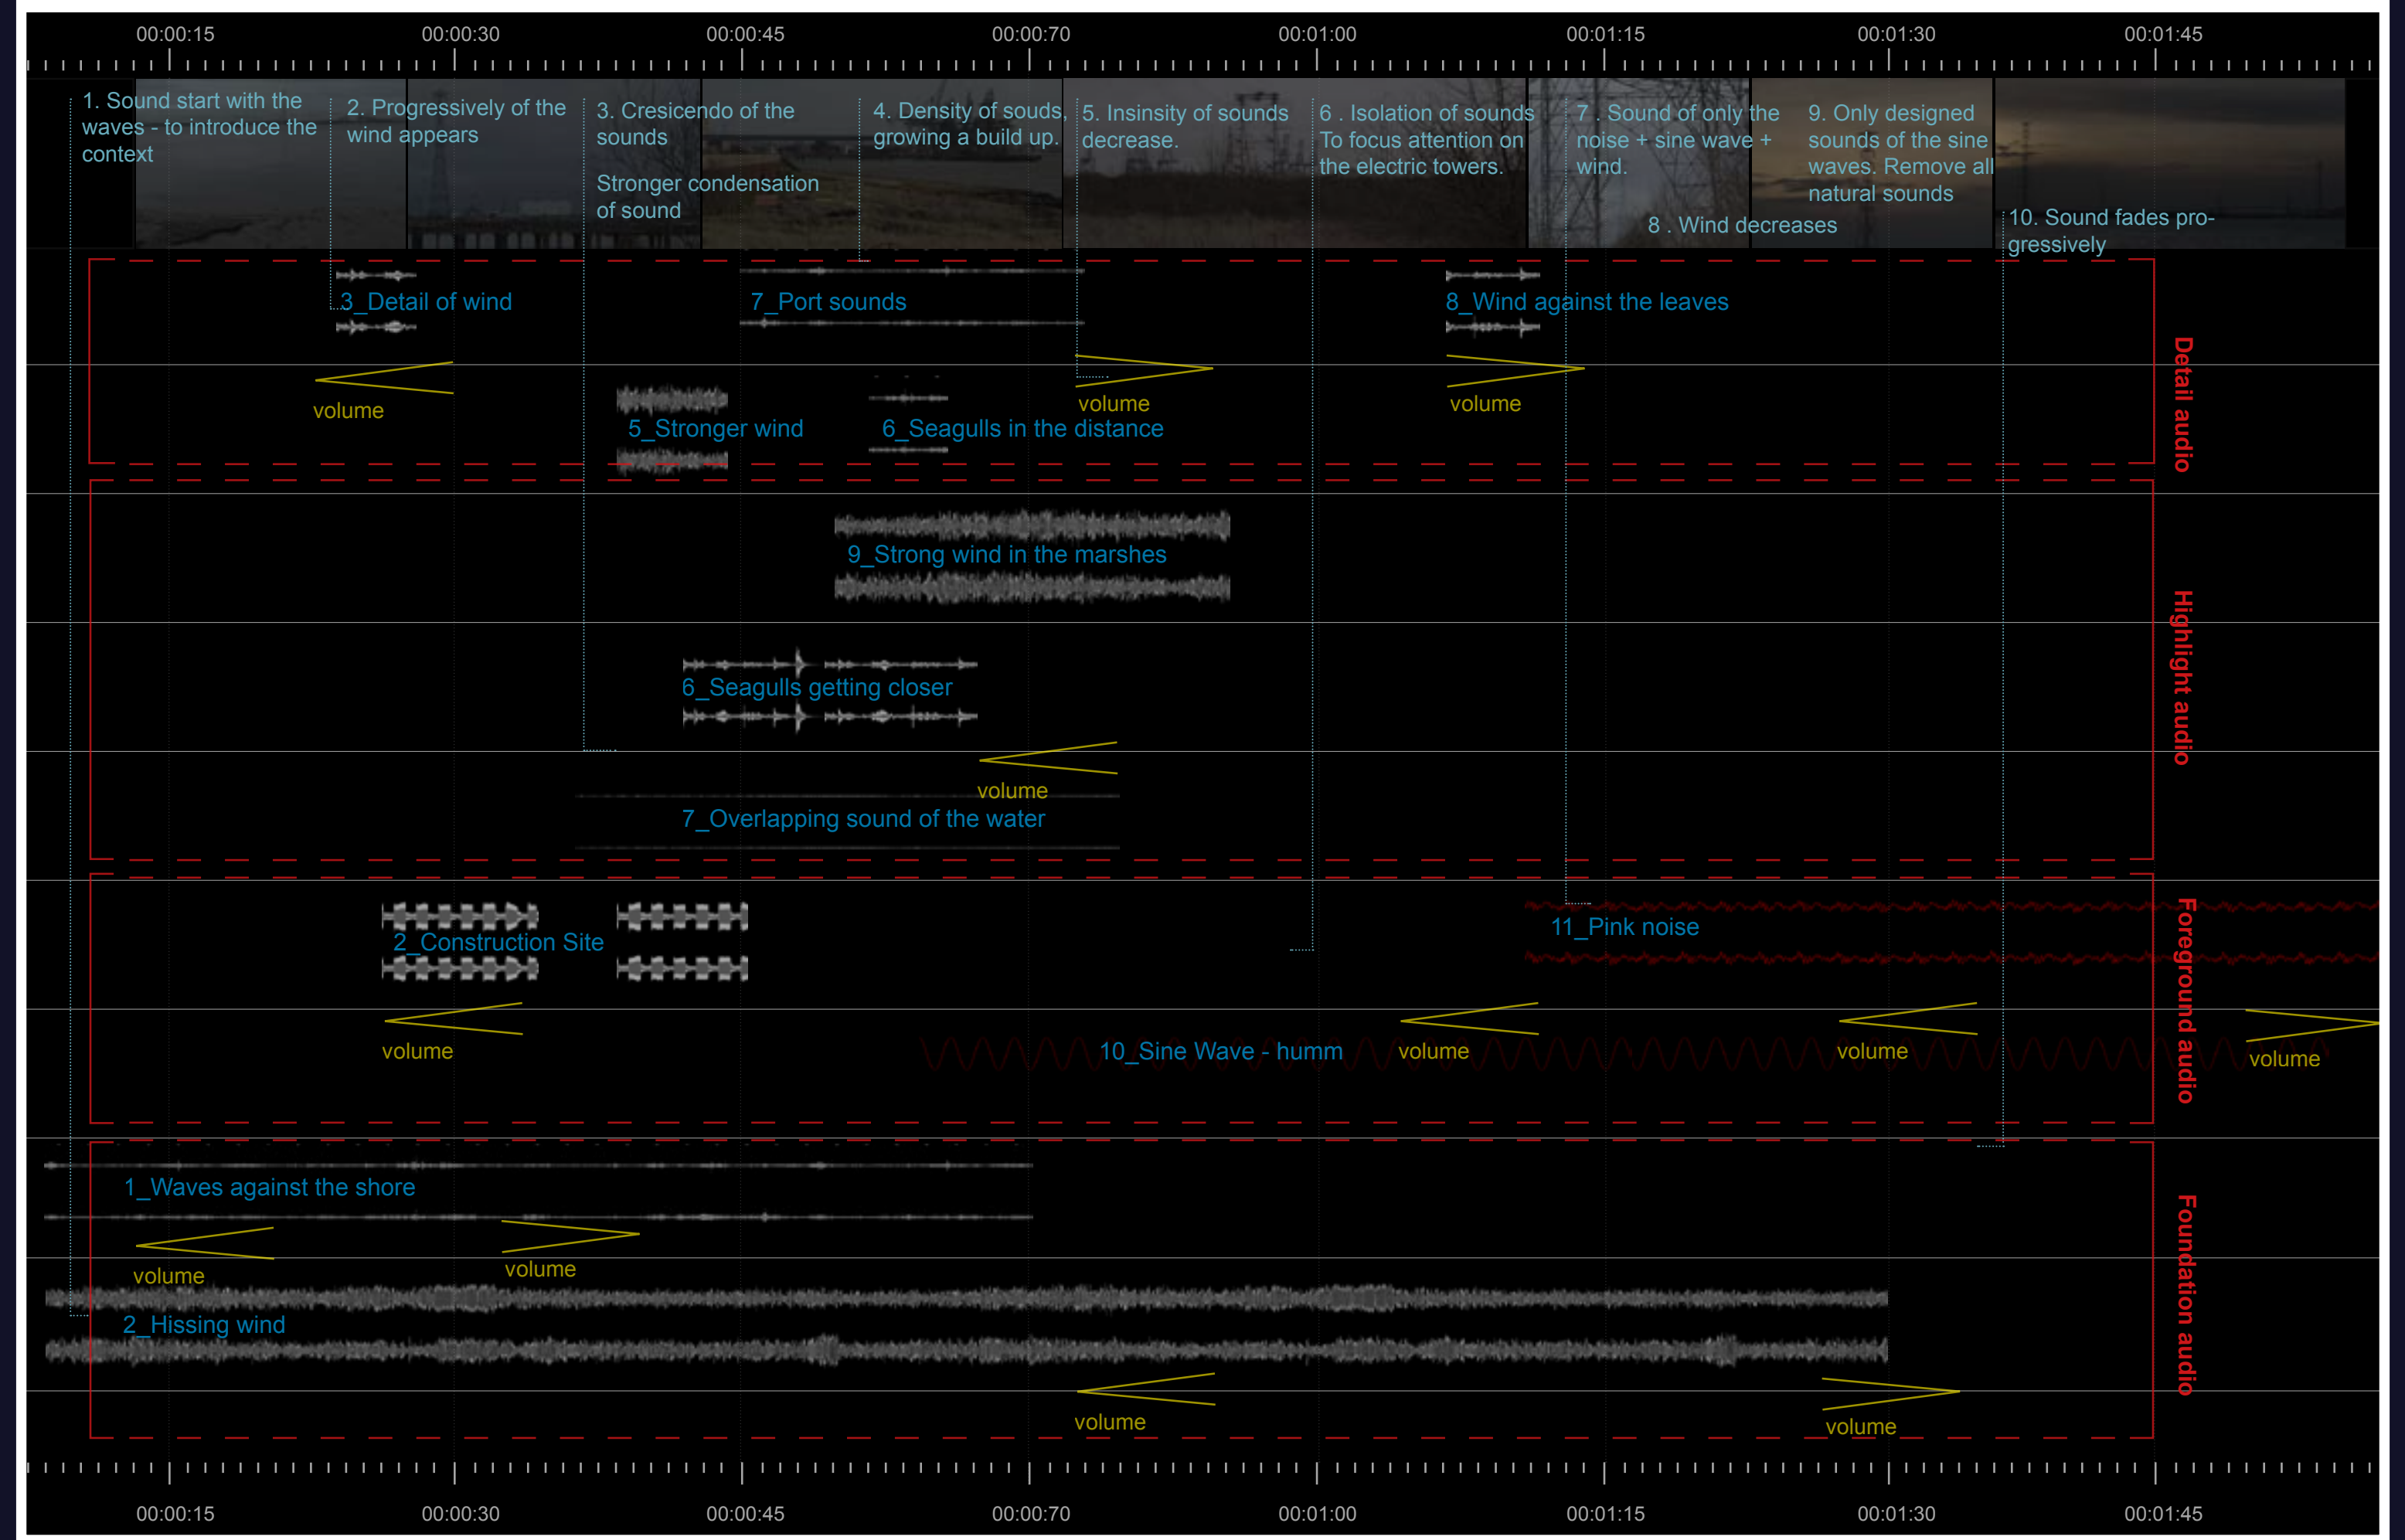 00:00:15
00:00:30
00:00:45
00:00:70
00:01:00
00:01:15
00:01:30
00:01:45
1. Sound start with the
waves - to introduce the
context
2. Progressively of the
wind appears
3. Cresicendo of the
sounds
Stronger condensation
of sound
4. Density of souds,
growing a build up.
5. Insinsity of sounds
decrease.
6 . Isolation of sounds
To focus attention on
the electric towers.
7 . Sound of only the
noise + sine wave +
wind.
8 . Wind decreases
9. Only designed
sounds of the sine
waves. Remove all
natural sounds
10. Sound fades pro-
gressively
3_Detail of wind
7_Port sounds
8_Wind against the leaves
volume
volume
volume
5_Stronger wind
6_Seagulls in the distance
Detail audio
9_Strong wind in the marshes
6_Seagulls getting closer
volume
7_Overlapping sound of the water
Highlight audio
2_Construction Site
11_Pink noise
volume
10_Sine Wave - humm
volume
volume
volume
Foreground audio
1_Waves against the shore
volume
volume
2_Hissing wind
volume
volume
Foundation audio
00:00:15
00:00:30
00:00:45
00:00:70
00:01:00
00:01:15
00:01:30
00:01:45